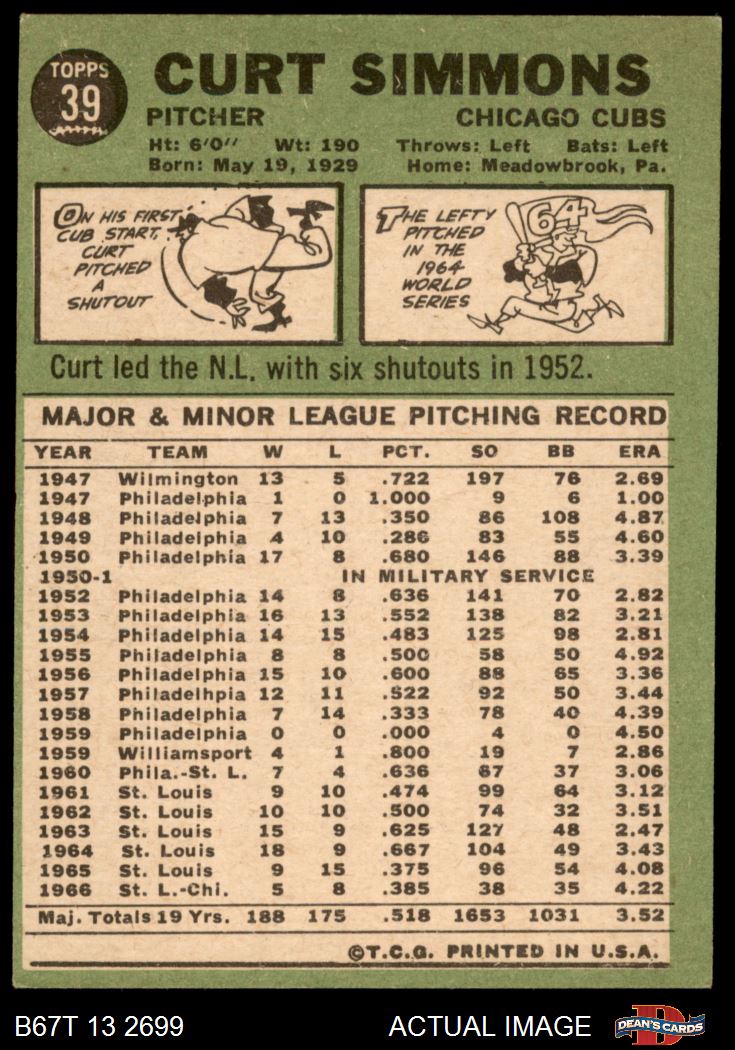 TOPPS
39
CURT SIMMONS
PITCHER CHICAGO CUBS
Ht: 6'0" Wt: 190 Throws: Left Bats: Left
Born: May 19, 1929 Home: Meadowbrook, Pa.
ON HIS FIRST
CUB START,
CURT
PITCHED
A
SHUTOUT
THE LEFTY
PITCHED
IN THE
1964
WORLD
SERIES
64
Curt led the N.L. with six shutouts in 1952.
MAJOR & MINOR LEAGUE PITCHING RECORD
YEAR TEAM W L PCT. SO BB ERA
1947 Wilmington 13 5 .722 197 76 2.69
1947 Philadelphia 1 0 1.000 9 6 1.00
1948 Philadelphia 7 13 .350 86 108 4.87
1949 Philadelphia 4 10 .286 83 55 4.60
1950 Philadelphia 17 8 .680 146 88 3.39
1950-1 IN MILITARY SERVICE
1952 Philadelphia 14 8 .636 141 70 2.82
1953 Philadelphia 16 13 .552 138 82 3.21
1954 Philadelphia 14 15 .483 125 98 2.81
1955 Philadelphia 8 8 .500 58 50 4.92
1956 Philadelphia 15 10 .600 88 65 3.36
1957 Philadelhpia 12 11 .522 92 50 3.44
1958 Philadelphia 7 14 .333 78 40 4.39
1959 Philadelphia 0 0 .000 4 0 4.50
1959 Williamsport 4 1 .800 19 7 2.86
1960 Phila.-St. L. 7 4 .636 67 37 3.06
1961 St. Louis 9 10 .474 99 64 3.12
1962 St. Louis 10 10 .500 74 32 3.51
1963 St. Louis 15 9 .625 127 48 2.47
1964 St. Louis 18 9 .667 104 49 3.43
1965 St. Louis 9 15 .375 96 54 4.08
1966 St. L.-Chi. 5 8 .385 38 35 4.22
Maj. Totals 19 Yrs. 188 175 .518 1653 1031 3.52
©T.C.G. PRINTED IN U.S.A.
B67T 13 2699 ACTUAL IMAGE
D
DEAN'S CARDS